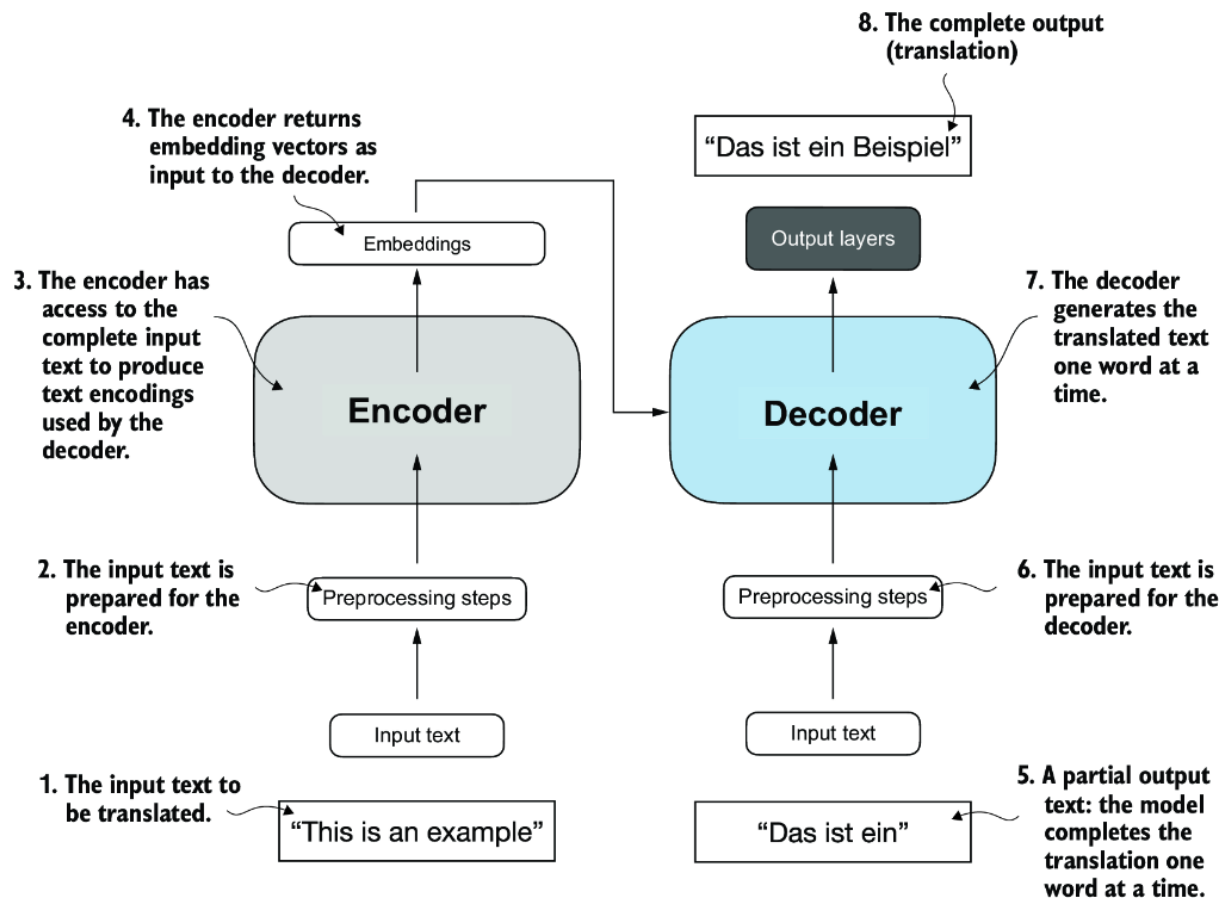 8. The complete output
(translation)
4. The encoder returns
embedding vectors as
input to the decoder.
“Das ist ein Beispiel”
Embeddings
Output layers
3. The encoder has
access to the
complete input
text to produce
text encodings
used by the
decoder.
Encoder
Decoder
7. The decoder
generates the
translated text
one word at a
time.
2. The input text is
prepared for the
encoder.
Preprocessing steps
Preprocessing steps
6. The input text is
prepared for the
decoder.
Input text
Input text
1. The input text to
be translated.
“This is an example”
“Das ist ein”
5. A partial output
text: the model
completes the
translation one
word at a time.